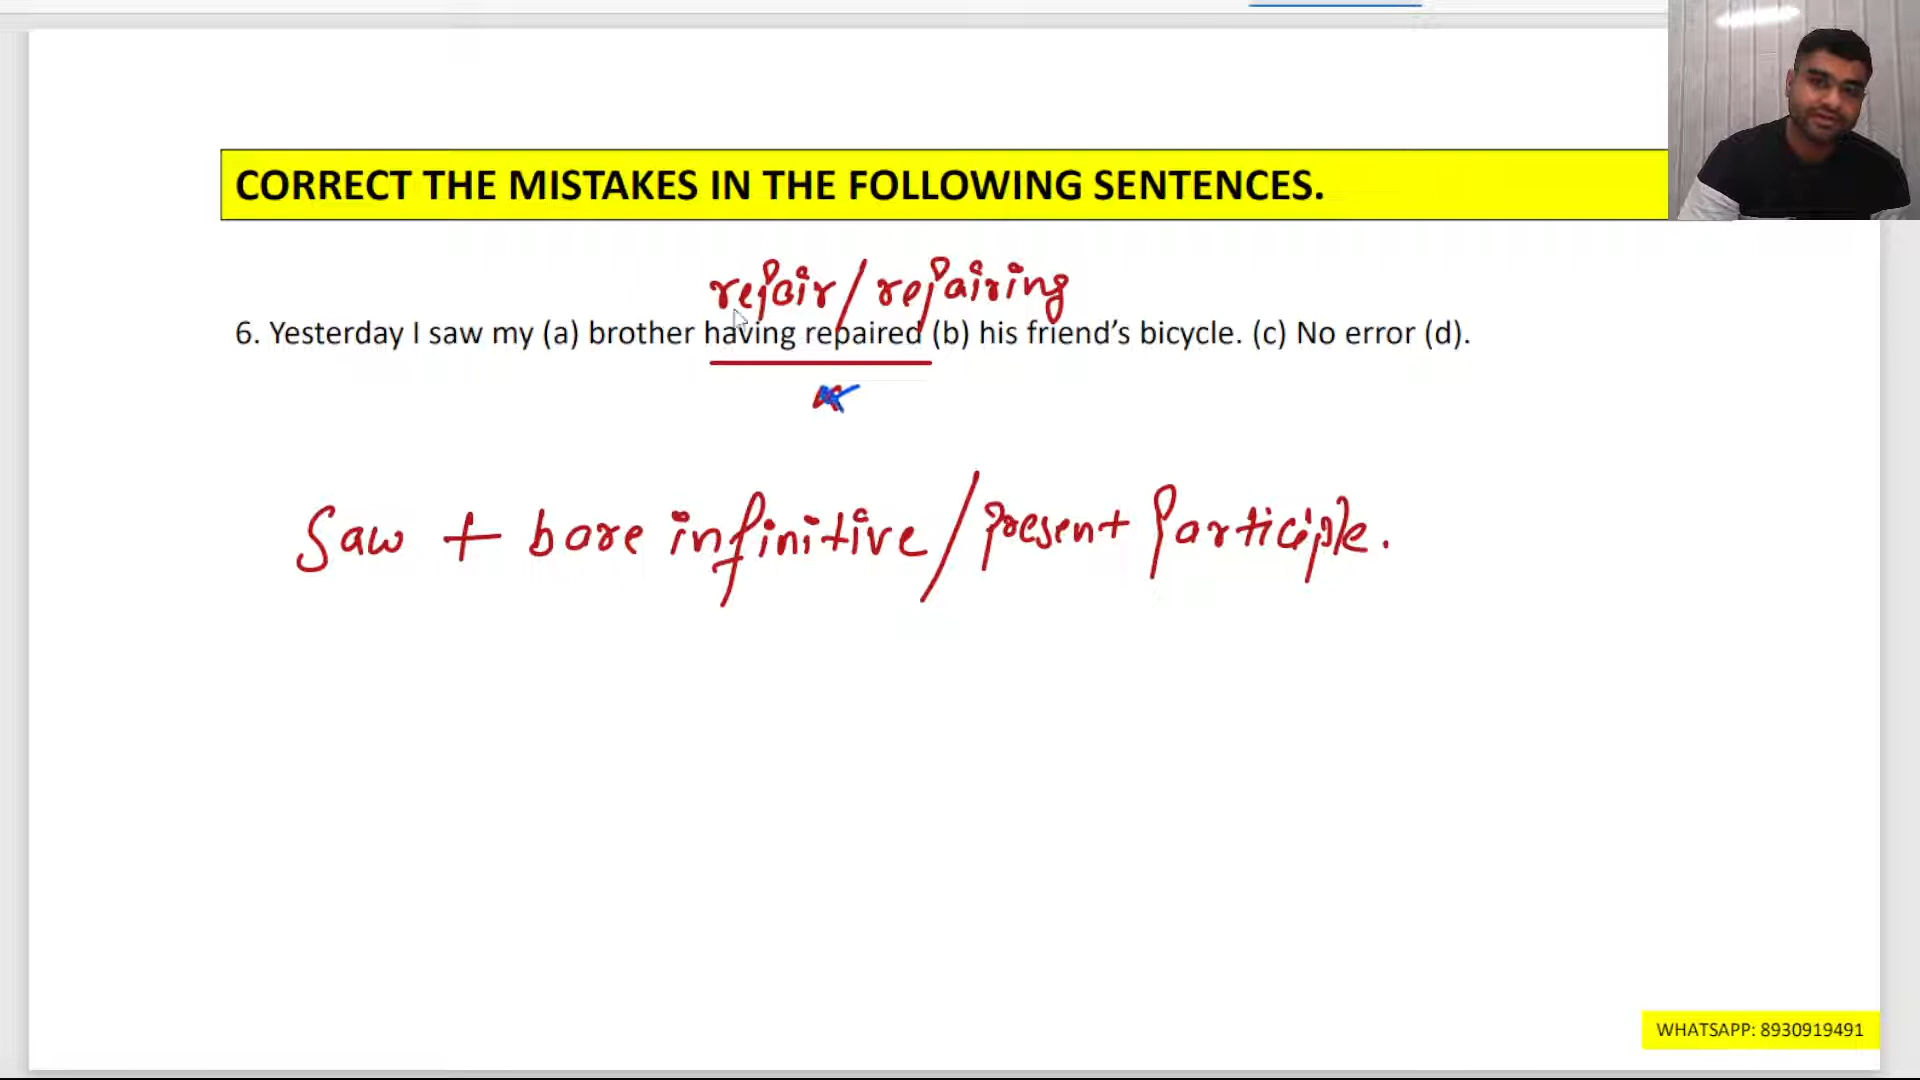 CORRECT THE MISTAKES IN THE FOLLOWING SENTENCES.
repair/repairing
6. Yesterday I saw my (a) brother having repaired (b) his friend’s bicycle. (c) No error (d).
Saw + bare infinitive/Present Participle.
WHATSAPP: 8930919491